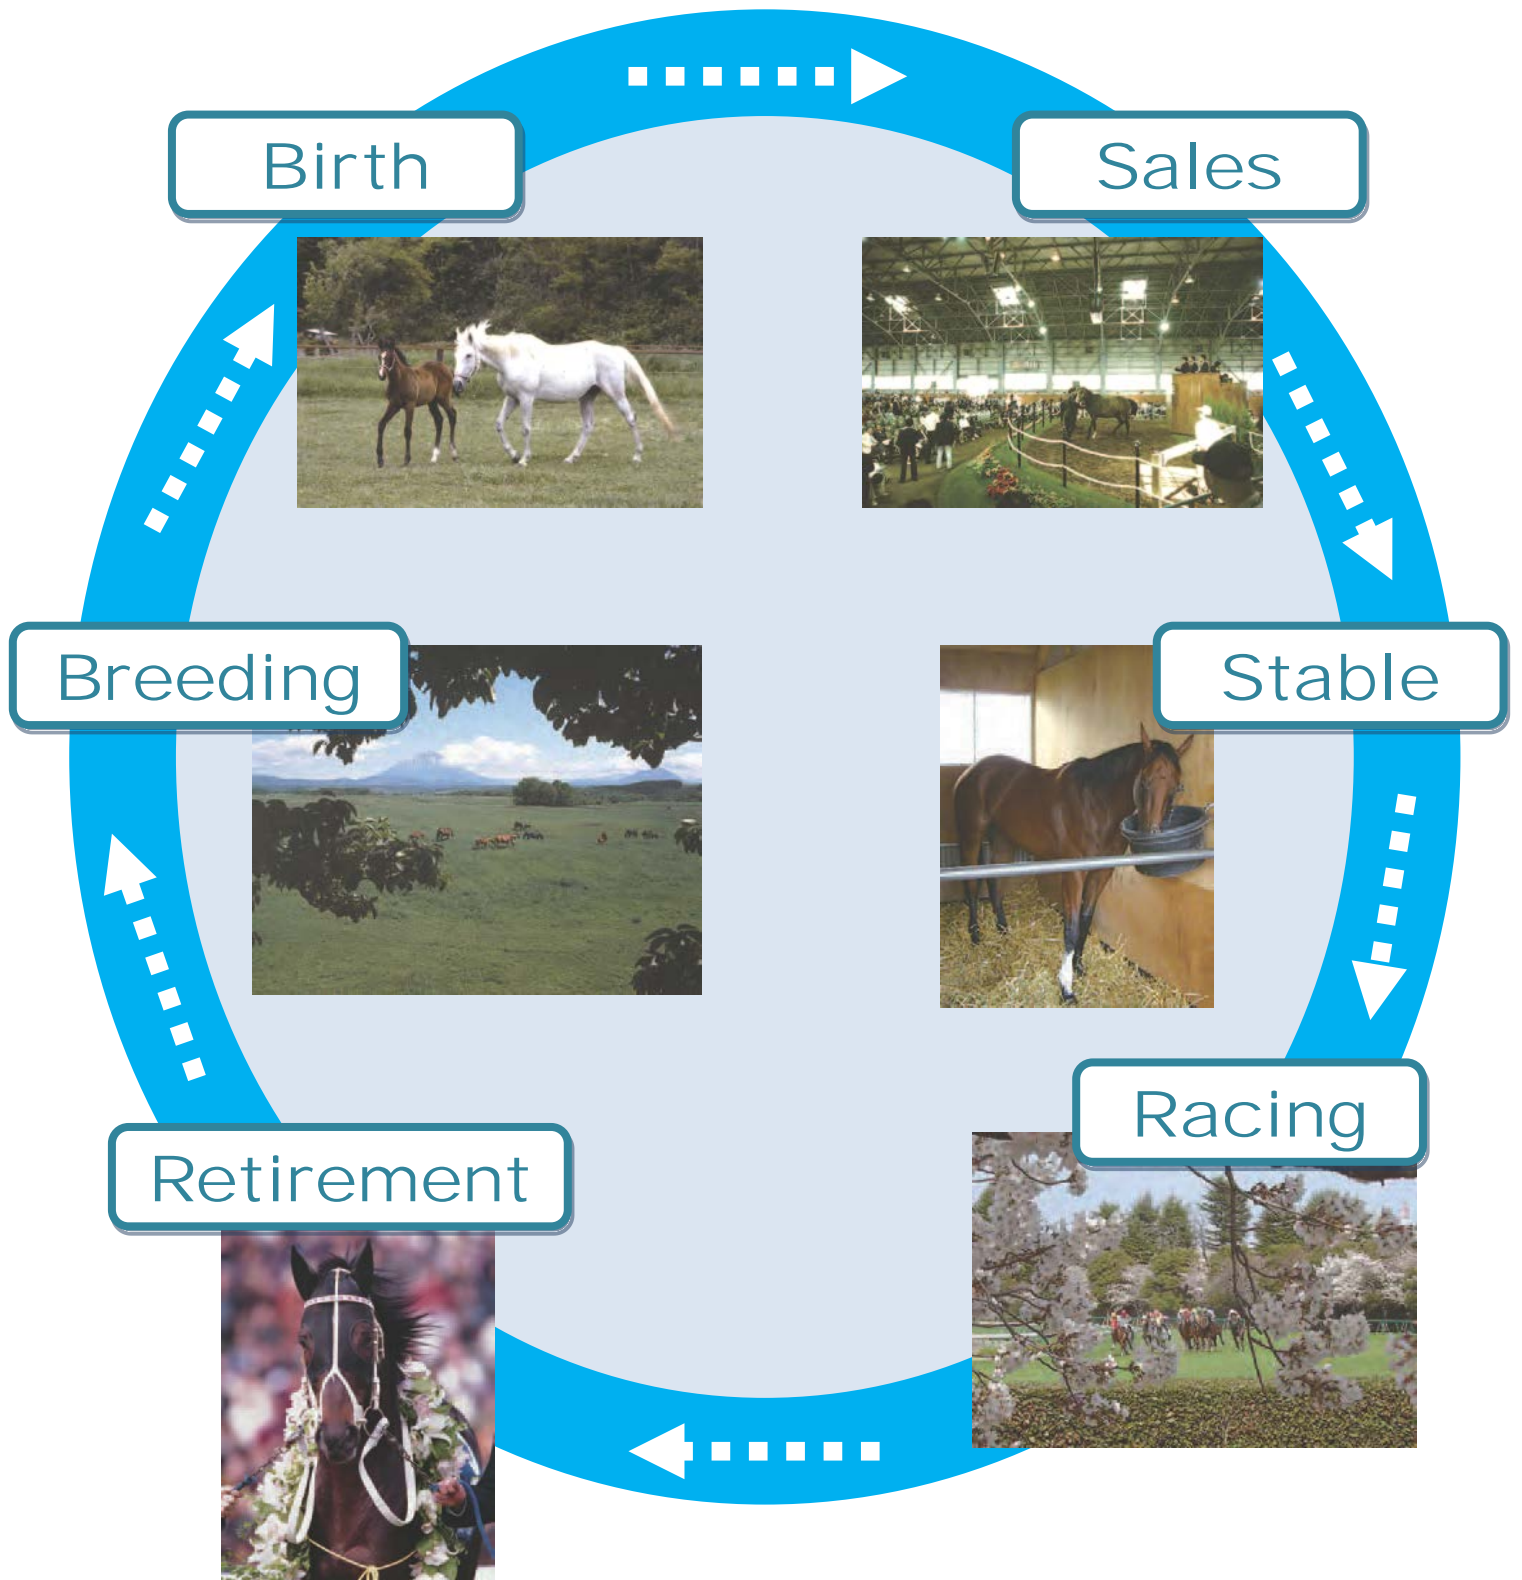 Birth
Sales
Breeding
Stable
Racing
Retirement